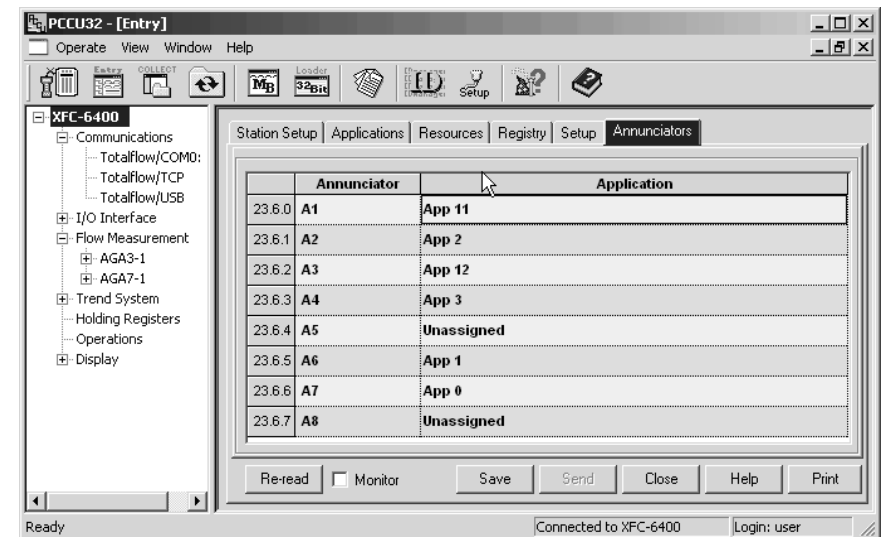 PCCU32 - [Entry]
Operate View Window Help
Entry COLLECT MB Loader 32Bit Setup
XFC-6400
Communications
Totalflow/COM0:
Totalflow/TCP
Totalflow/USB
I/O Interface
Flow Measurement
AGA3-1
AGA7-1
Trend System
Holding Registers
Operations
Display
Station Setup Applications Resources Registry Setup Annunciators
Annunciator Application
23.6.0 A1 App 11
23.6.1 A2 App 2
23.6.2 A3 App 12
23.6.3 A4 App 3
23.6.4 A5 Unassigned
23.6.5 A6 App 1
23.6.6 A7 App 0
23.6.7 A8 Unassigned
Re-read Monitor Save Send Close Help Print
Ready Connected to XFC-6400 Login: user